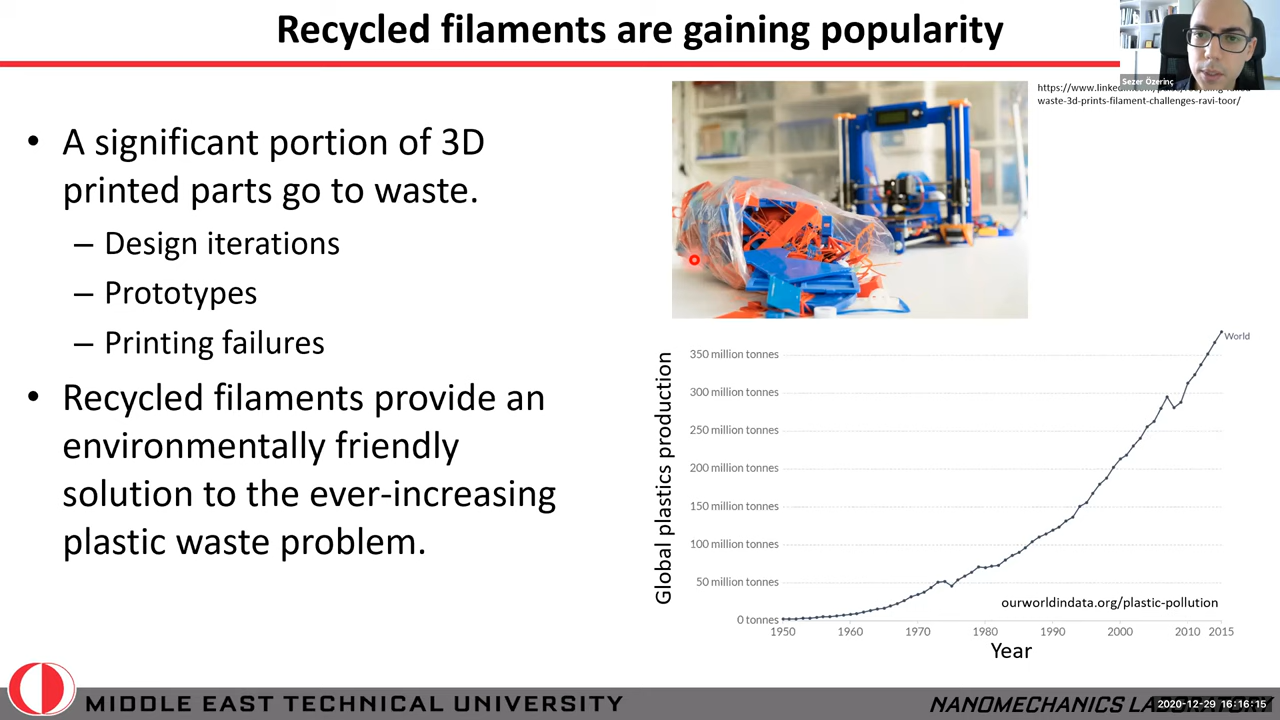 Recycled filaments are gaining popularity
Sezer Özerinç
https://www.linkedin.com/
waste-3d-prints-filament-challenges-ravi-toor/
• A significant portion of 3D
printed parts go to waste.
– Design iterations
– Prototypes
– Printing failures
• Recycled filaments provide an
environmentally friendly
solution to the ever-increasing
plastic waste problem.
Global plastics production
350 million tonnes
300 million tonnes
250 million tonnes
200 million tonnes
150 million tonnes
100 million tonnes
50 million tonnes
0 tonnes
World
ourworldindata.org/plastic-pollution
1950 1960 1970 1980 1990 2000 2010 2015
Year
MIDDLE EAST TECHNICAL UNIVERSITY
NANOMECHANICS LABORATORY
2020-12-29 16:16:15